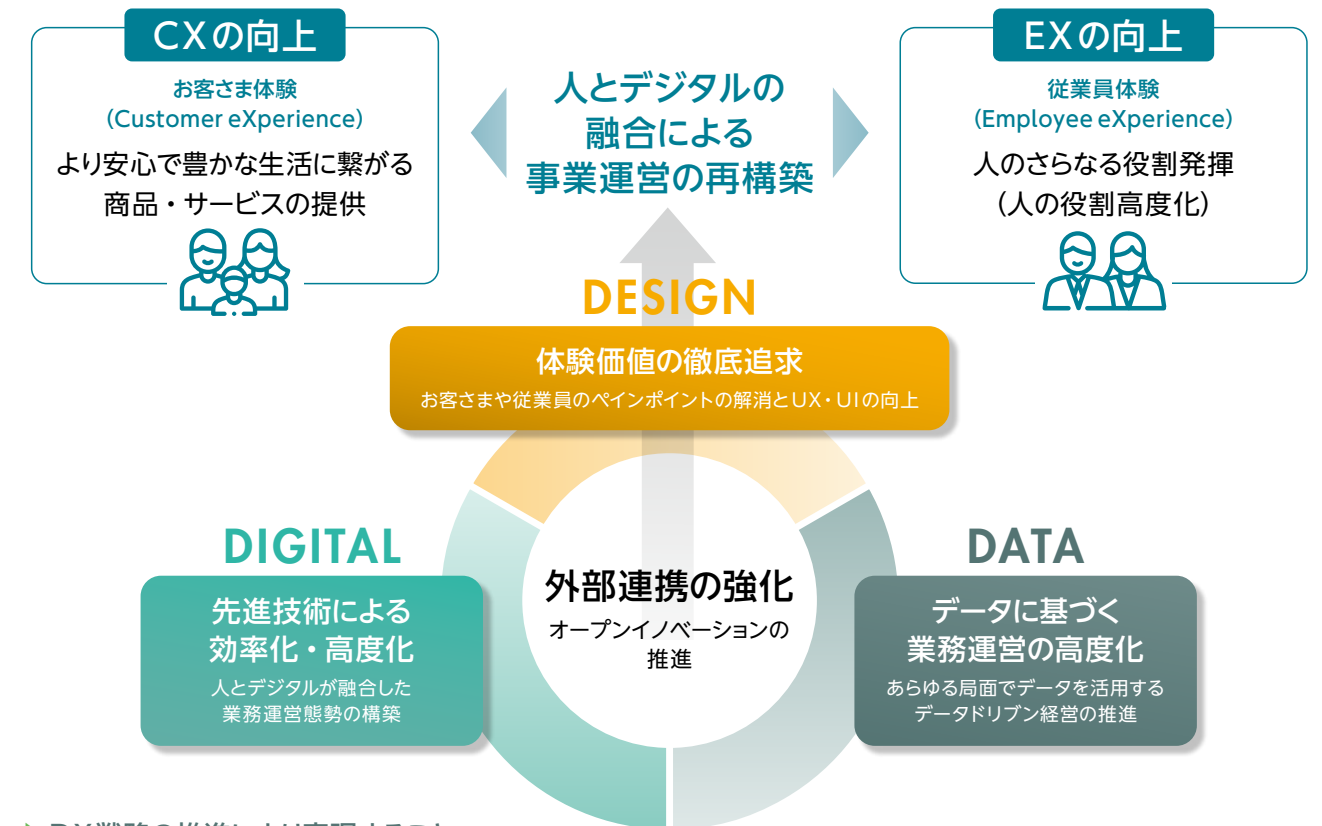 CXの向上
お客さま体験
(Customer eXperience)
より安心で豊かな生活に繋がる
商品・サービスの提供
人とデジタルの
融合による
事業運営の再構築
EXの向上
従業員体験
(Employee eXperience)
人のさらなる役割発揮
(人の役割高度化)
DESIGN
体験価値の徹底追求
お客さまや従業員のペインポイントの解消とUX・UIの向上
DIGITAL
先進技術による
効率化・高度化
人とデジタルが融合した
業務運営態勢の構築
外部連携の強化
オープンイノベーションの
推進
DATA
データに基づく
業務運営の高度化
あらゆる局面でデータを活用する
データドリブン経営の推進